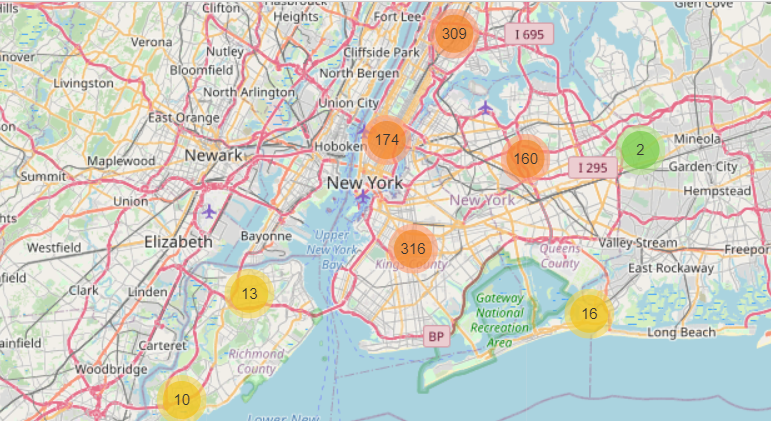 Clifton
Hasbrouck
Heights
Fort Lee
Glen Cove
309
I 695
Verona
Nutley
Cliffside Park
Bloomfield
North Bergen
Livingston
North Arlington
Union City
East Orange
174
Hoboken
Maplewood
Newark
160
I 295
2
Mineola
Garden City
Summit
New York
Hempstead
Union
New York
Westfield
Elizabeth
Bayonne
Upper
New York
Bay
316
Kings County
Queens
County
Valley Stream
Freeport
East Rockaway
Clark
Linden
13
Gateway
National
Recreation
Area
16
BP
Long Beach
Carteret
Richmond
County
Woodbridge
10
Lower New